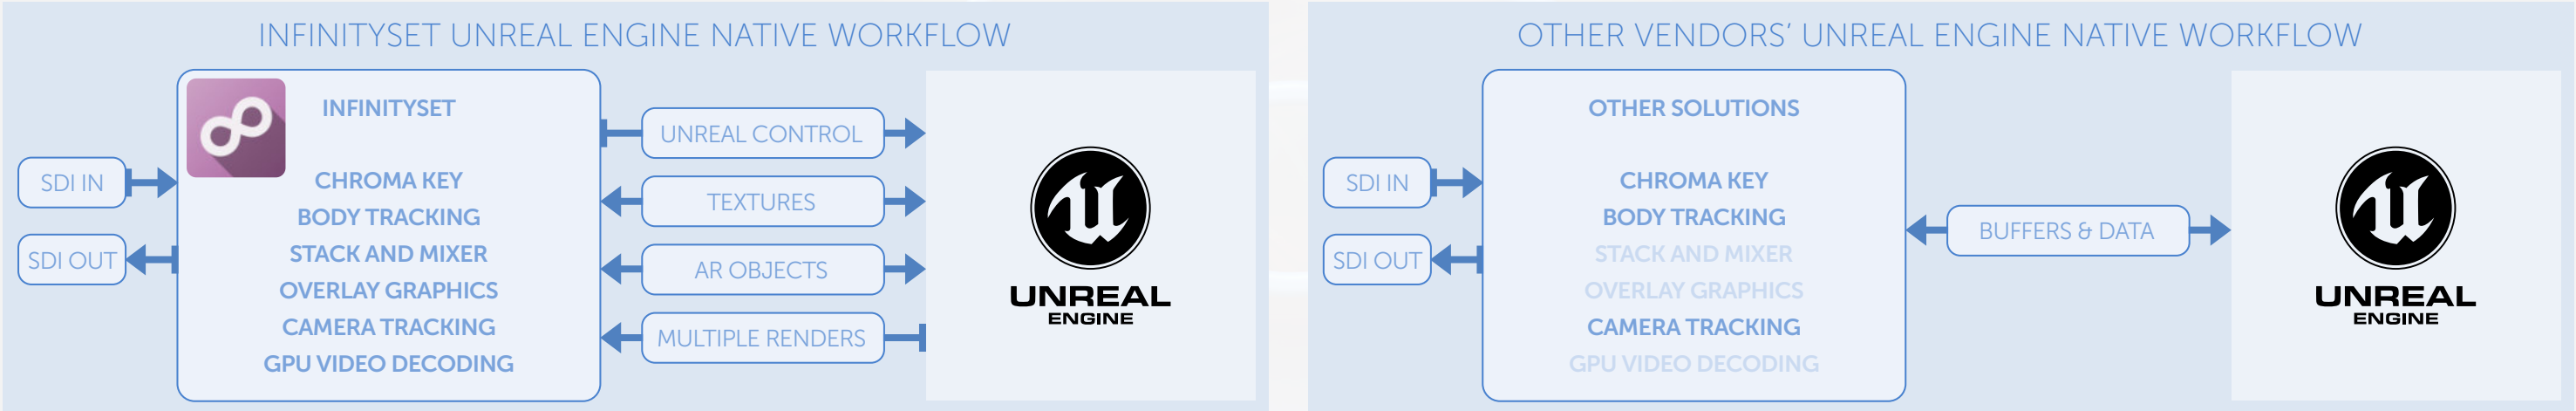 INFINITYSET UNREAL ENGINE NATIVE WORKFLOW
INFINITYSET
CHROMA KEY
BODY TRACKING
STACK AND MIXER
OVERLAY GRAPHICS
CAMERA TRACKING
GPU VIDEO DECODING
SDI IN
SDI OUT
UNREAL CONTROL
TEXTURES
AR OBJECTS
MULTIPLE RENDERS
UNREAL
ENGINE
OTHER VENDORS’ UNREAL ENGINE NATIVE WORKFLOW
OTHER SOLUTIONS
CHROMA KEY
BODY TRACKING
STACK AND MIXER
OVERLAY GRAPHICS
CAMERA TRACKING
GPU VIDEO DECODING
SDI IN
SDI OUT
BUFFERS & DATA
UNREAL
ENGINE